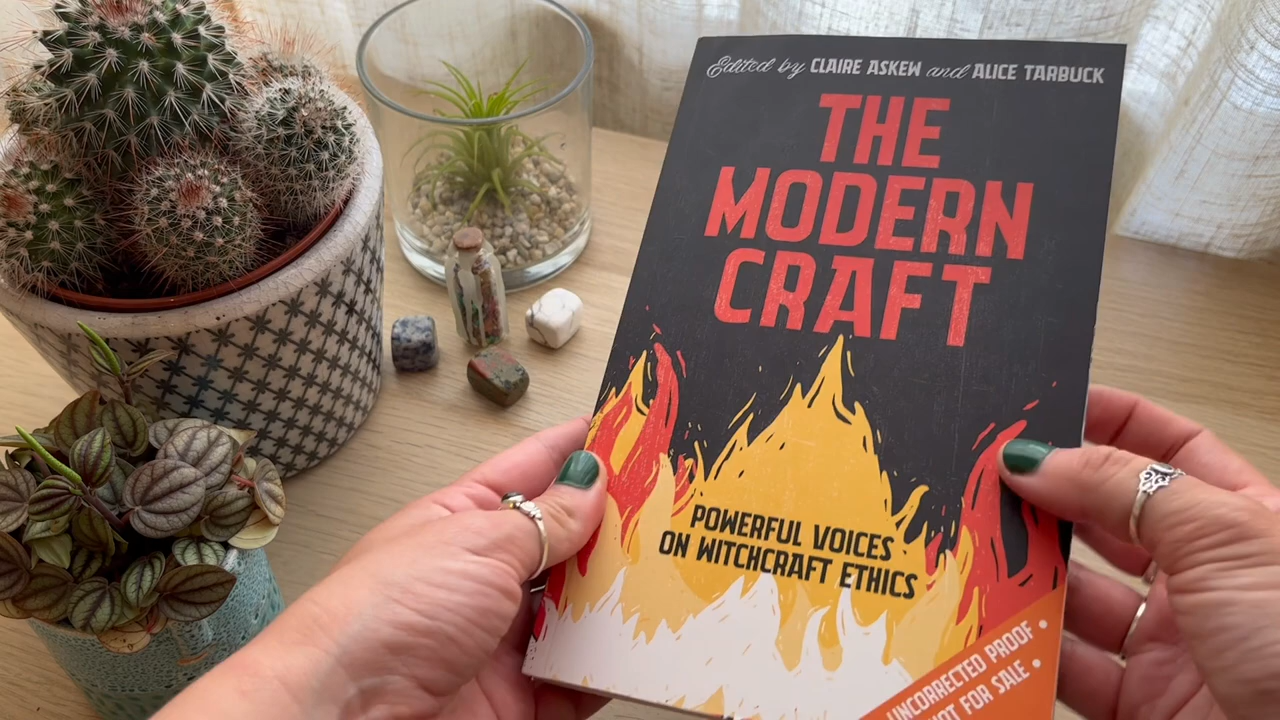 Edited by CLAIRE ASKEW and ALICE TARBUCK
THE
MODERN
CRAFT
POWERFUL VOICES
ON WITCHCRAFT ETHICS
UNCORRECTED PROOF •
NOT FOR SALE •